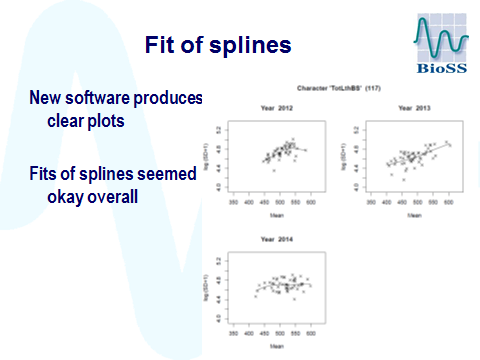 Fit of splines
BioSS
New software produces
clear plots
Fits of splines seemed
okay overall
Character 'TotLthBS' (117)
Year 2012
Year 2013
log (SD+1)
4.0 4.4 4.8 5.2
350 400 450 500 550 600
Mean
log (SD+1)
4.0 4.4 4.8 5.2
350 400 450 500 550 600
Mean
Year 2014
log (SD+1)
4.0 4.4 4.8 5.2
350 400 450 500 550 600
Mean